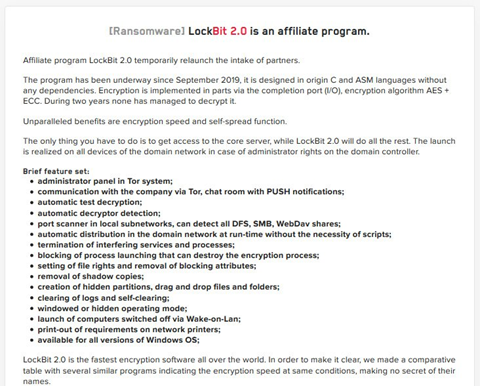 [Ransomware] LockBit 2.0 is an affiliate program.
Affiliate program LockBit 2.0 temporarily relaunch the intake of partners.
The program has been underway since September 2019, it is designed in origin C and ASM languages without
any dependencies. Encryption is implemented in parts via the completion port (I/O), encryption algorithm AES +
ECC. During two years none has managed to decrypt it.
Unparalleled benefits are encryption speed and self-spread function.
The only thing you have to do is to get access to the core server, while LockBit 2.0 will do all the rest. The launch
is realized on all devices of the domain network in case of administrator rights on the domain controller.
Brief feature set:
• administrator panel in Tor system;
• communication with the company via Tor, chat room with PUSH notifications;
• automatic test decryption;
• automatic decryptor detection;
• port scanner in local subnetworks, can detect all DFS, SMB, WebDav shares;
• automatic distribution in the domain network at run-time without the necessity of scripts;
• termination of interfering services and processes;
• blocking of process launching that can destroy the encryption process;
• setting of file rights and removal of blocking attributes;
• removal of shadow copies;
• creation of hidden partitions, drag and drop files and folders;
• clearing of logs and self-clearing;
• windowed or hidden operating mode;
• launch of computers switched off via Wake-on-Lan;
• print-out of requirements on network printers;
• available for all versions of Windows OS;
LockBit 2.0 is the fastest encryption software all over the world. In order to make it clear, we made a comparative
table with several similar programs indicating the encryption speed at same conditions, making no secret of their
names.